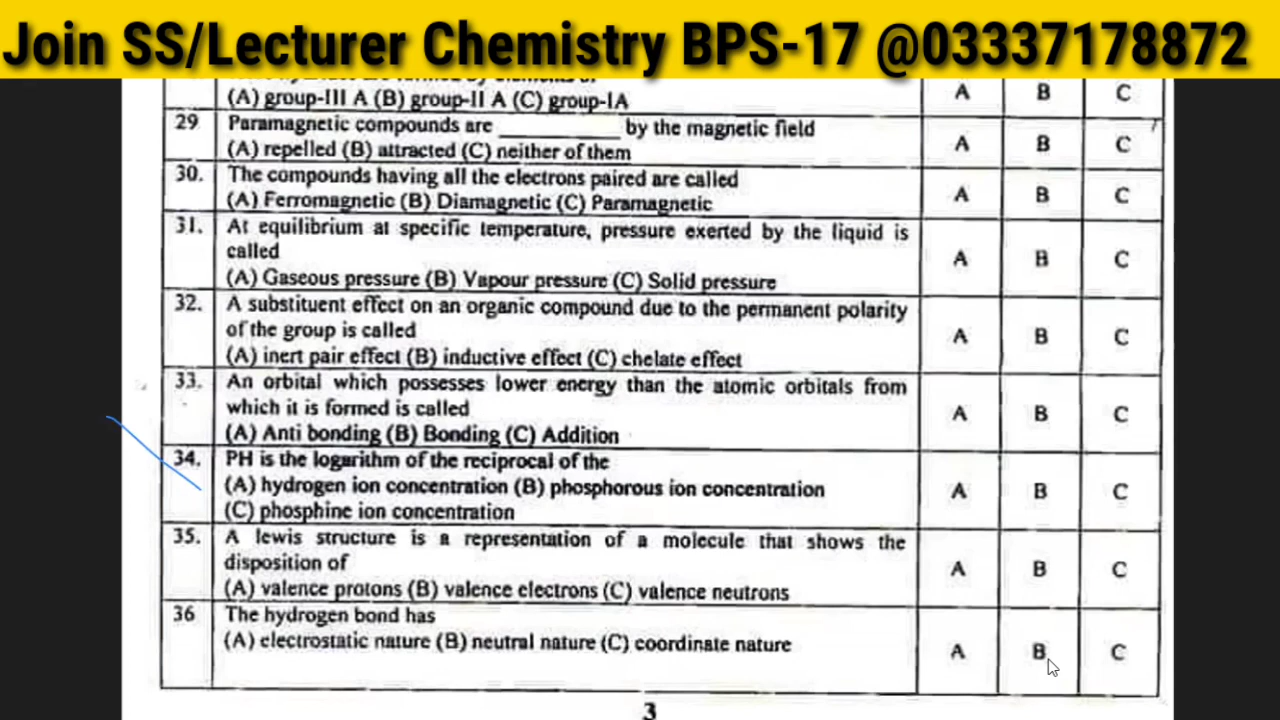 Join SS/Lecturer Chemistry BPS-17 @03337178872
are formed by elements of
(A) group-III A (B) group-II A (C) group-IA A B C
29 Paramagnetic compounds are __________ by the magnetic field
(A) repelled (B) attracted (C) neither of them A B C
30. The compounds having all the electrons paired are called
(A) Ferromagnetic (B) Diamagnetic (C) Paramagnetic A B C
31. At equilibrium at specific temperature, pressure exerted by the liquid is
called
(A) Gaseous pressure (B) Vapour pressure (C) Solid pressure A B C
32. A substituent effect on an organic compound due to the permanent polarity
of the group is called
(A) inert pair effect (B) inductive effect (C) chelate effect A B C
33. An orbital which possesses lower energy than the atomic orbitals from
which it is formed is called
(A) Anti bonding (B) Bonding (C) Addition A B C
34. PH is the logarithm of the reciprocal of the
(A) hydrogen ion concentration (B) phosphorous ion concentration A B C
(C) phosphine ion concentration
35. A lewis structure is a representation of a molecule that shows the
disposition of
(A) valence protons (B) valence electrons (C) valence neutrons A B C
36 The hydrogen bond has
(A) electrostatic nature (B) neutral nature (C) coordinate nature A B C
3